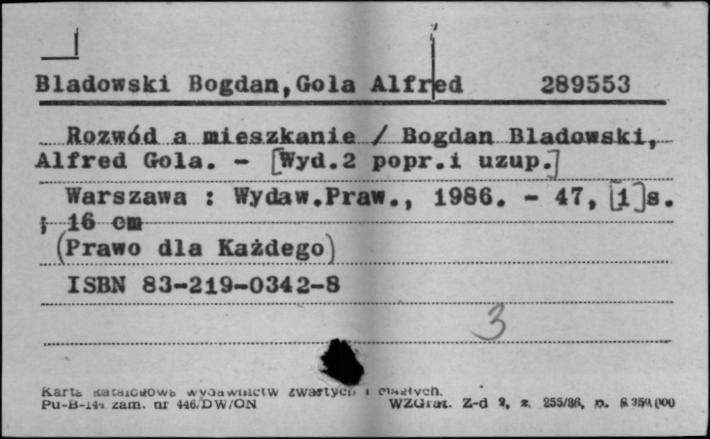 Bladowski Bogdan,Gola Alfred 289553
Rozwód a mieszkanie / Bogdan Bladowski,
Alfred Gola. - [Wyd.2 popr.i uzup.]
Warszawa : Wydaw.Praw., 1986. - 47, [1]s.
; 16 cm
(Prawo dla Każdego)
ISBN 83-219-0342-8
3
Karta katalogowa wydawnictw zwartych i ciągłych.
Pu-B-144 zam. nr 446/DW/ON WZGraf. Z-d 2, z. 255/86, n.